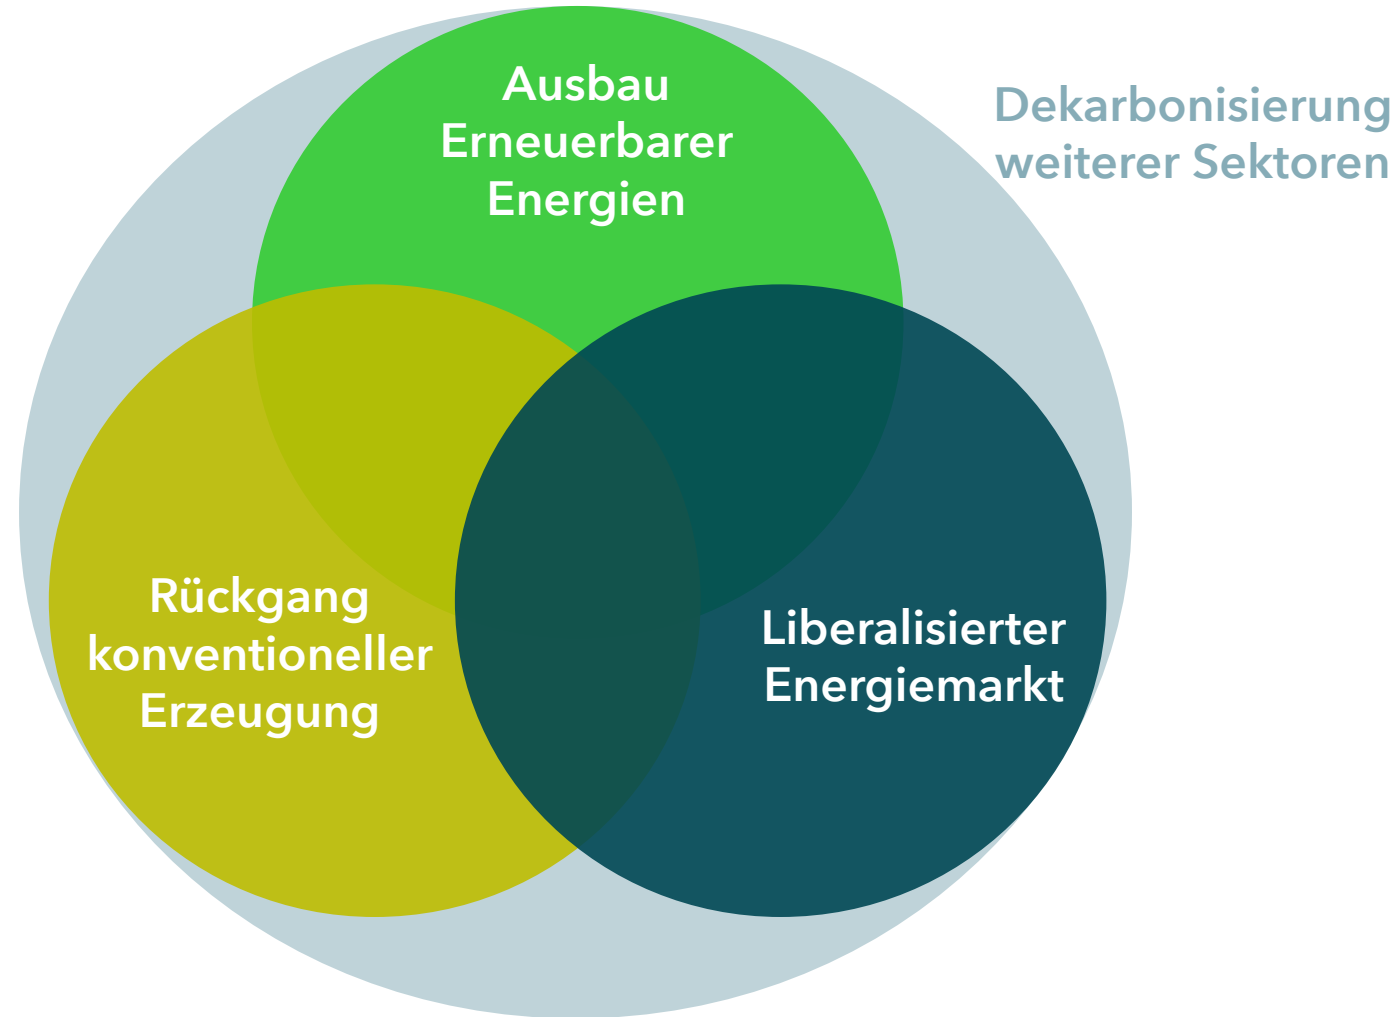 Ausbau
Erneuerbarer
Energien
Dekarbonisierung
weiterer Sektoren
Rückgang
konventioneller
Erzeugung
Liberalisierter
Energiemarkt